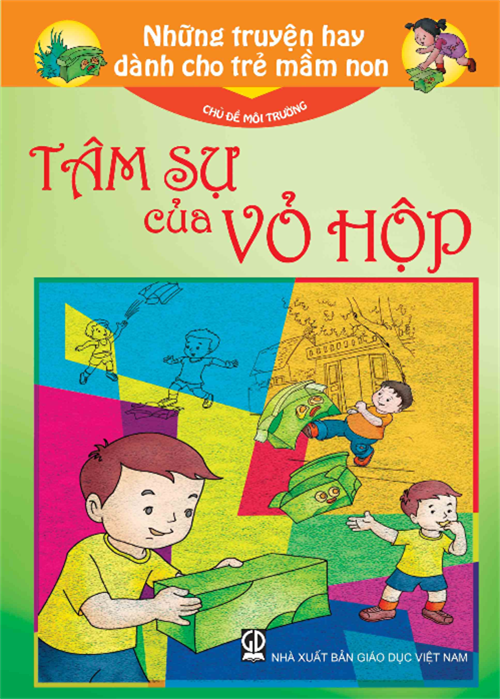 Những truyện hay
dành cho trẻ mầm non
CHỦ ĐỀ MÔI TRƯỜNG
TÂM SỰ
của VỎ HỘP
GD
NHÀ XUẤT BẢN GIÁO DỤC VIỆT NAM